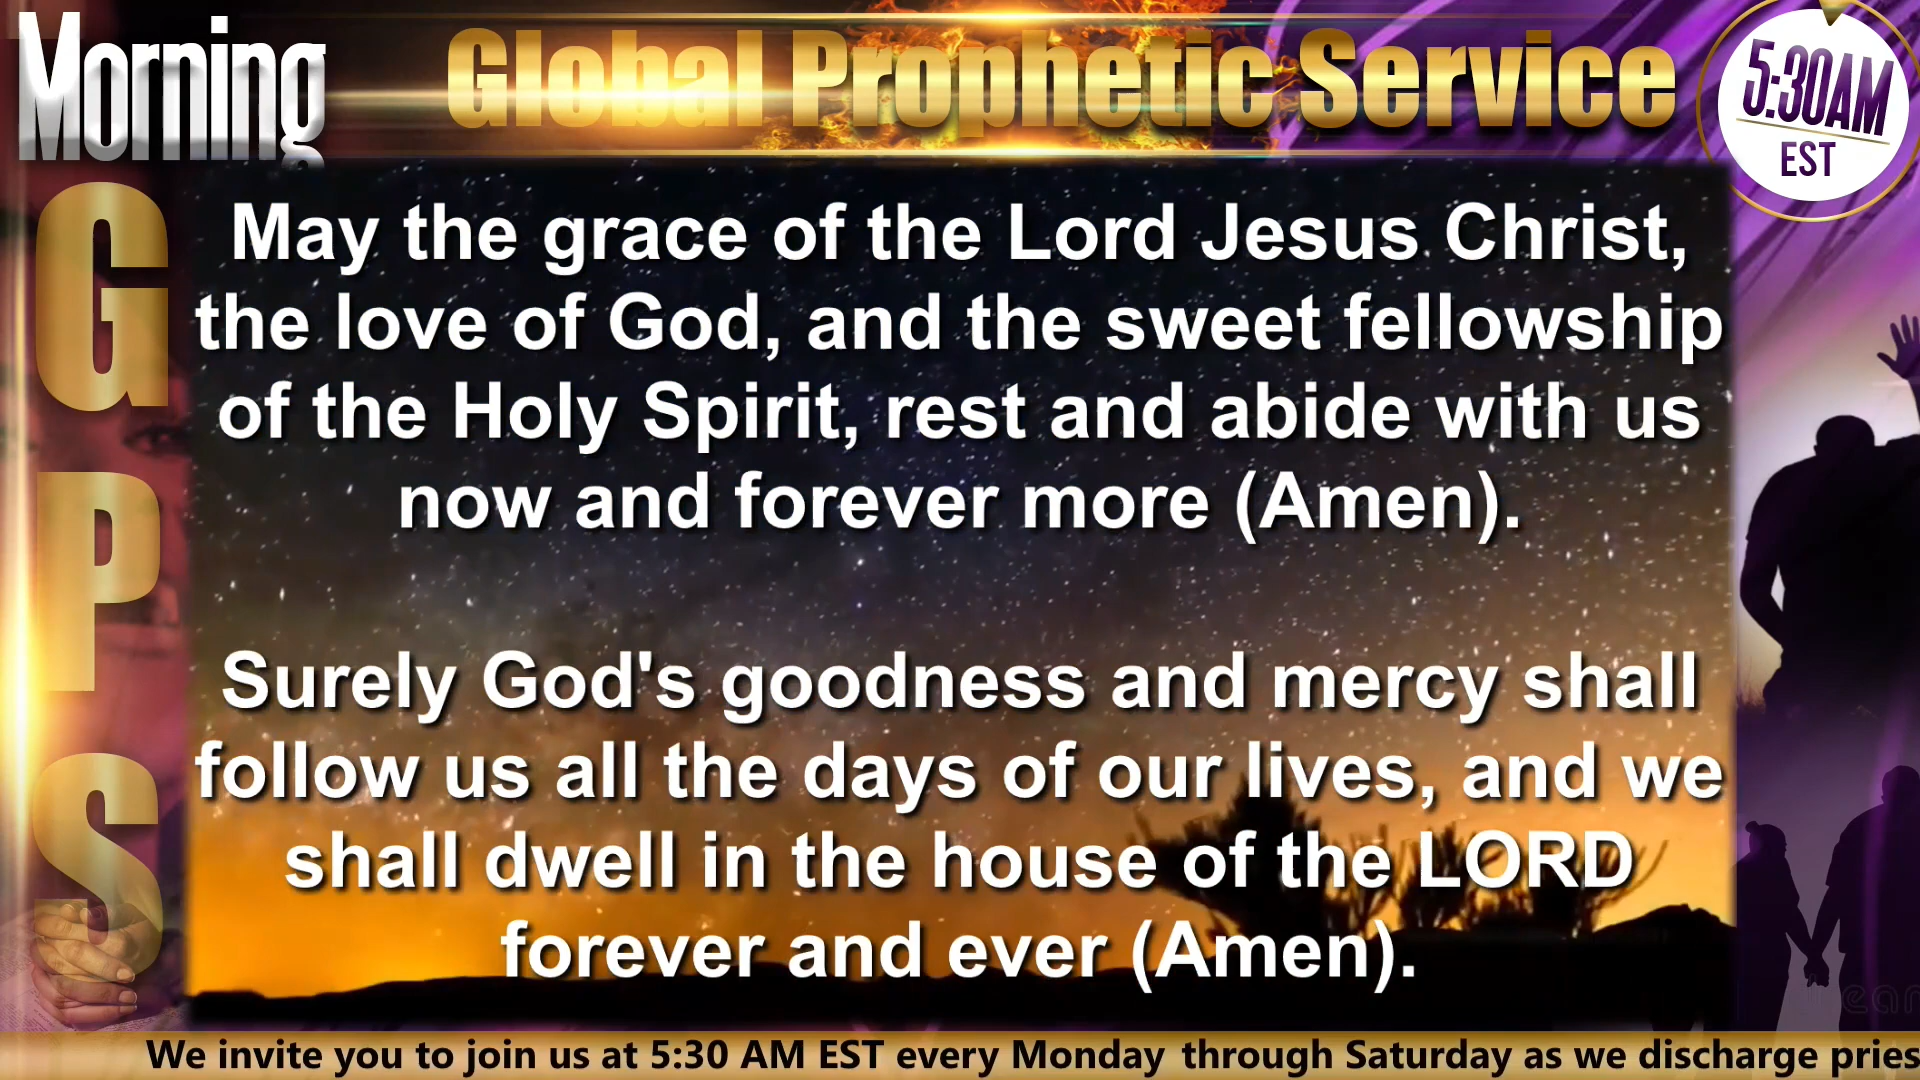 Morning
Global Prophetic Service
5:30AM
EST
G
P
S
May the grace of the Lord Jesus Christ,
the love of God, and the sweet fellowship
of the Holy Spirit, rest and abide with us
now and forever more (Amen).
Surely God's goodness and mercy shall
follow us all the days of our lives, and we
shall dwell in the house of the LORD
forever and ever (Amen).
We invite you to join us at 5:30 AM EST every Monday through Saturday as we discharge pries